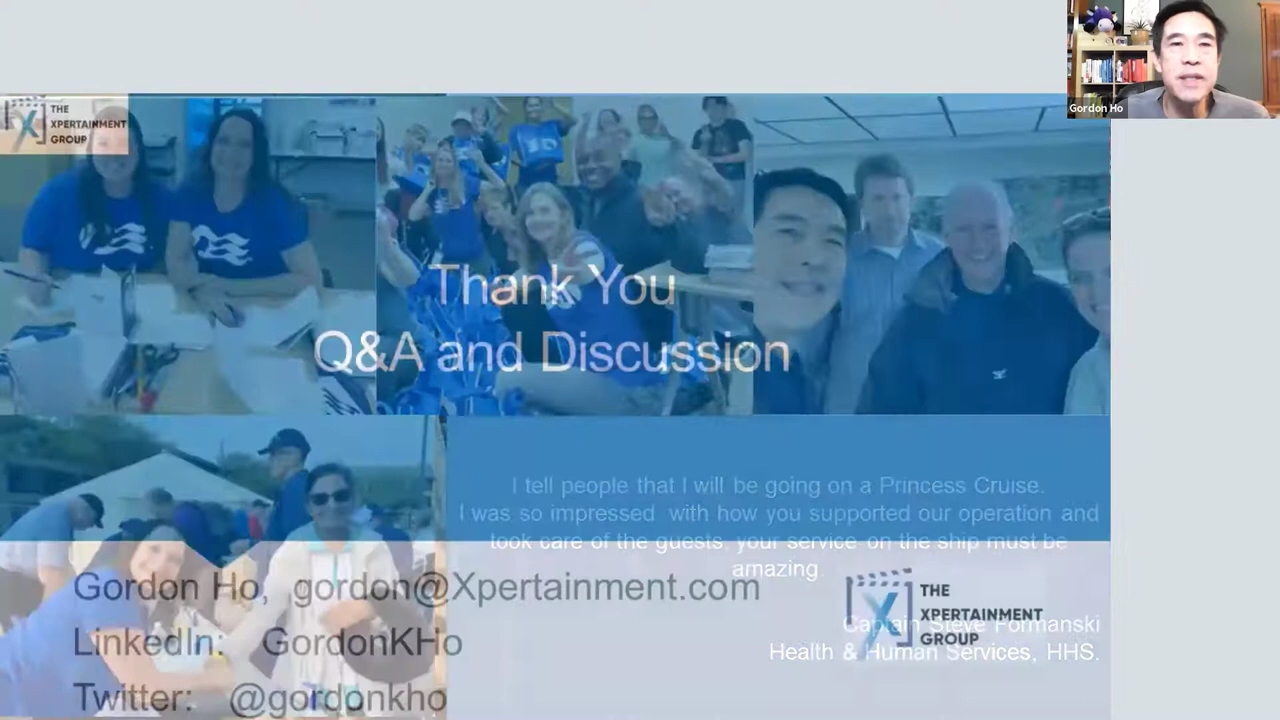 THE
XPERTAINMENT
GROUP
Gordon Ho
Thank You
Q&A and Discussion
I tell people that I will be going on a Princess Cruise.
I was so impressed with how you supported our operation and
took care of the guests, your service on the ship must be
amazing.
Gordon Ho, gordon@Xpertainment.com
LinkedIn: GordonKHo
Twitter: @gordonkho
THE
XPERTAINMENT
GROUP
Captain Steve Formanski
Health & Human Services, HHS.